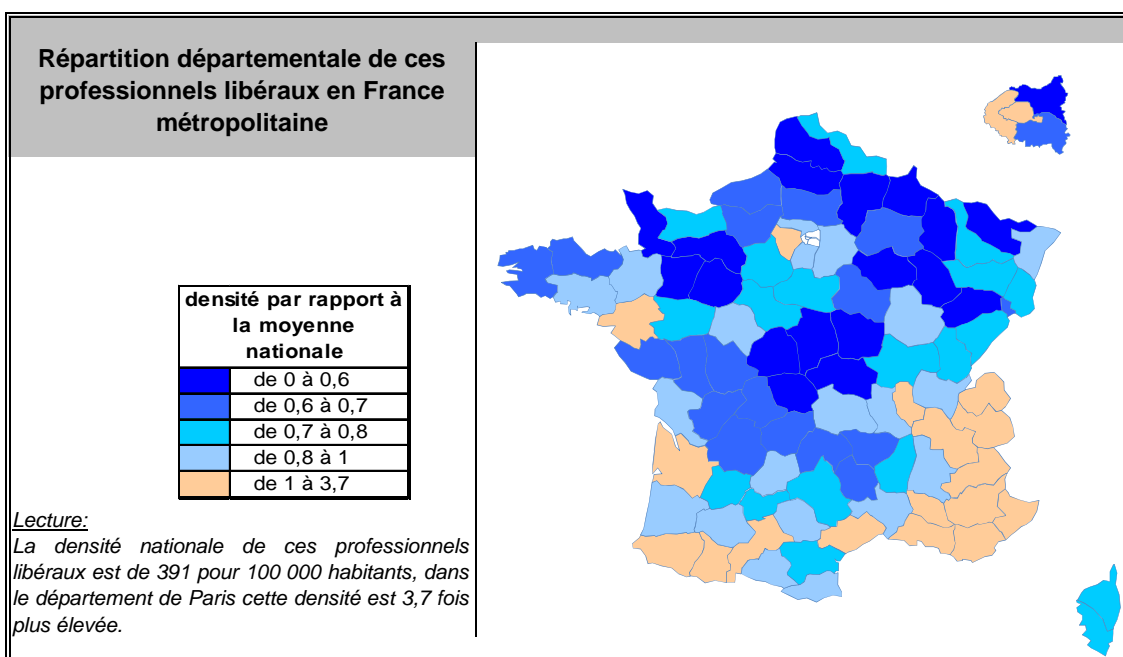 Répartition départementale de ces
professionnels libéraux en France
métropolitaine
densité par rapport à
la moyenne
nationale
de 0 à 0,6
de 0,6 à 0,7
de 0,7 à 0,8
de 0,8 à 1
de 1 à 3,7
Lecture:
La densité nationale de ces professionnels
libéraux est de 391 pour 100 000 habitants, dans
le département de Paris cette densité est 3,7 fois
plus élevée.